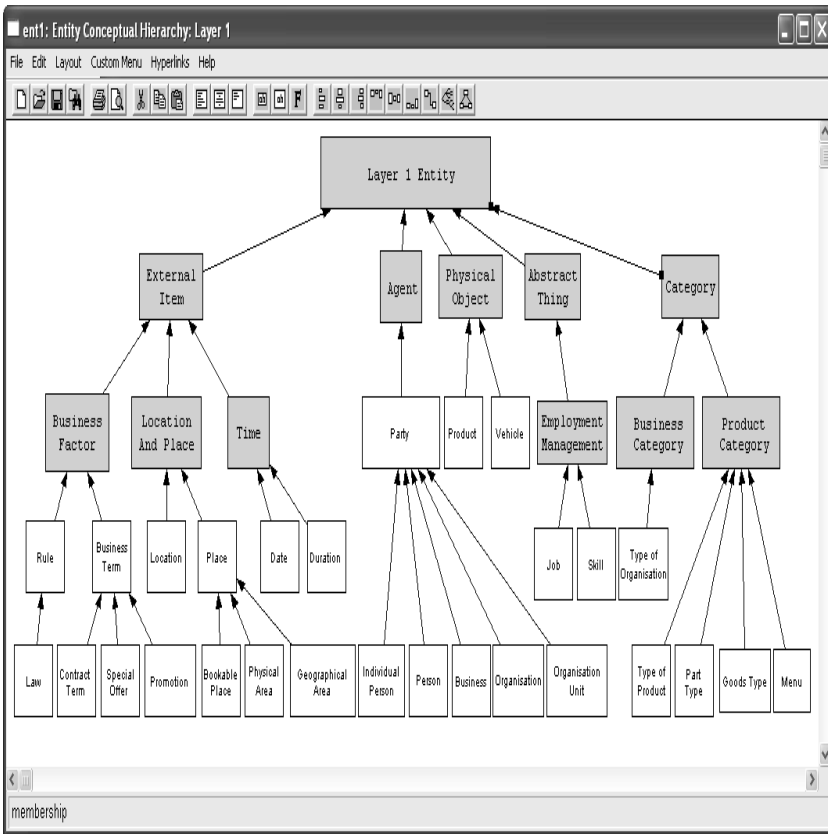 ent1: Entity Conceptual Hierarchy: Layer 1
File Edit Layout Custom Menu Hyperlinks Help
Layer 1 Entity
External
Item
Agent
Physical
Object
Abstract
Thing
Category
Business
Factor
Location
And Place
Time
Party
Product
Vehicle
Employment
Management
Business
Category
Product
Category
Rule
Business
Term
Location
Place
Date
Duration
Job
Skill
Type of
Organisation
Law
Contract
Term
Special
Offer
Promotion
Bookable
Place
Physical
Area
Geographical
Area
Individual
Person
Person
Business
Organisation
Organisation
Unit
Type of
Product
Part
Type
Goods Type
Menu
membership